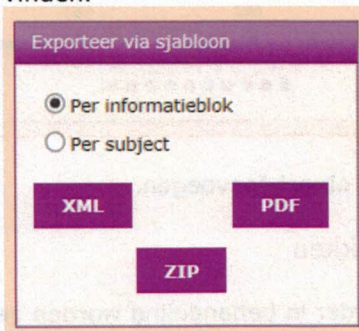 Exporteer via sjabloon
Per informatieblok
Per subject
XML
PDF
ZIP